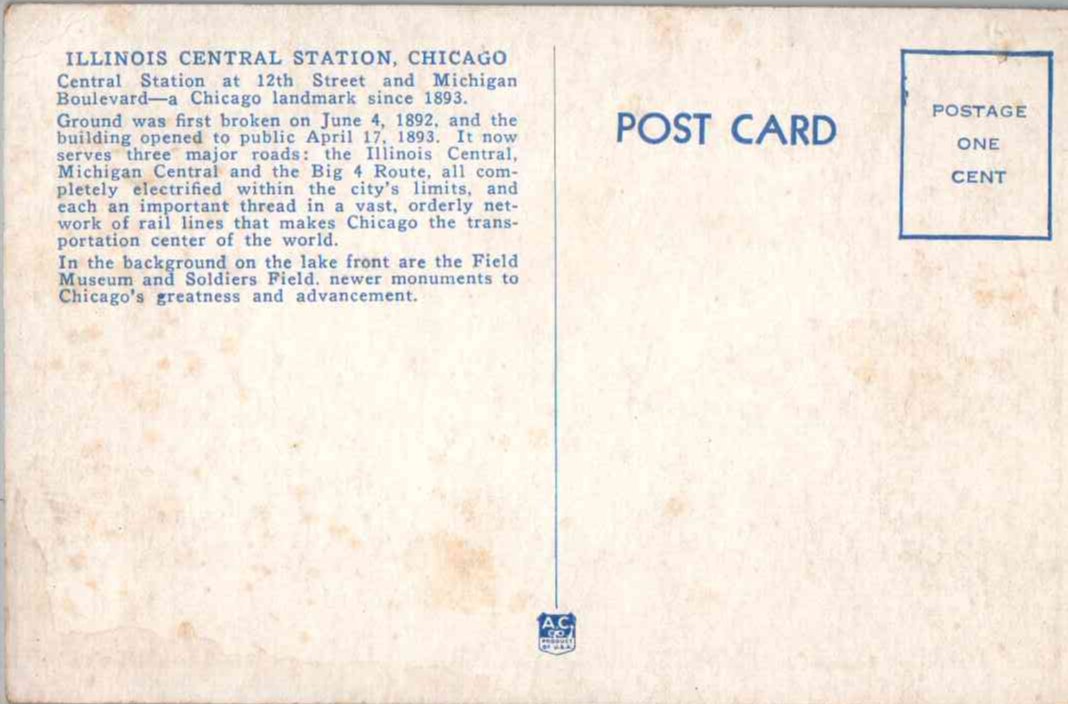 ILLINOIS CENTRAL STATION, CHICAGO
Central Station at 12th Street and Michigan
Boulevard—a Chicago landmark since 1893.
Ground was first broken on June 4, 1892, and the
building opened to public April 17, 1893. It now
serves three major roads: the Illinois Central,
Michigan Central and the Big 4 Route, all com-
pletely electrified within the city's limits, and
each an important thread in a vast, orderly net-
work of rail lines that makes Chicago the trans-
portation center of the world.
In the background on the lake front are the Field
Museum and Soldiers Field. newer monuments to
Chicago's greatness and advancement.
POST CARD
POSTAGE
ONE
CENT
A.C.
PRODUCT
OF U.S.A.